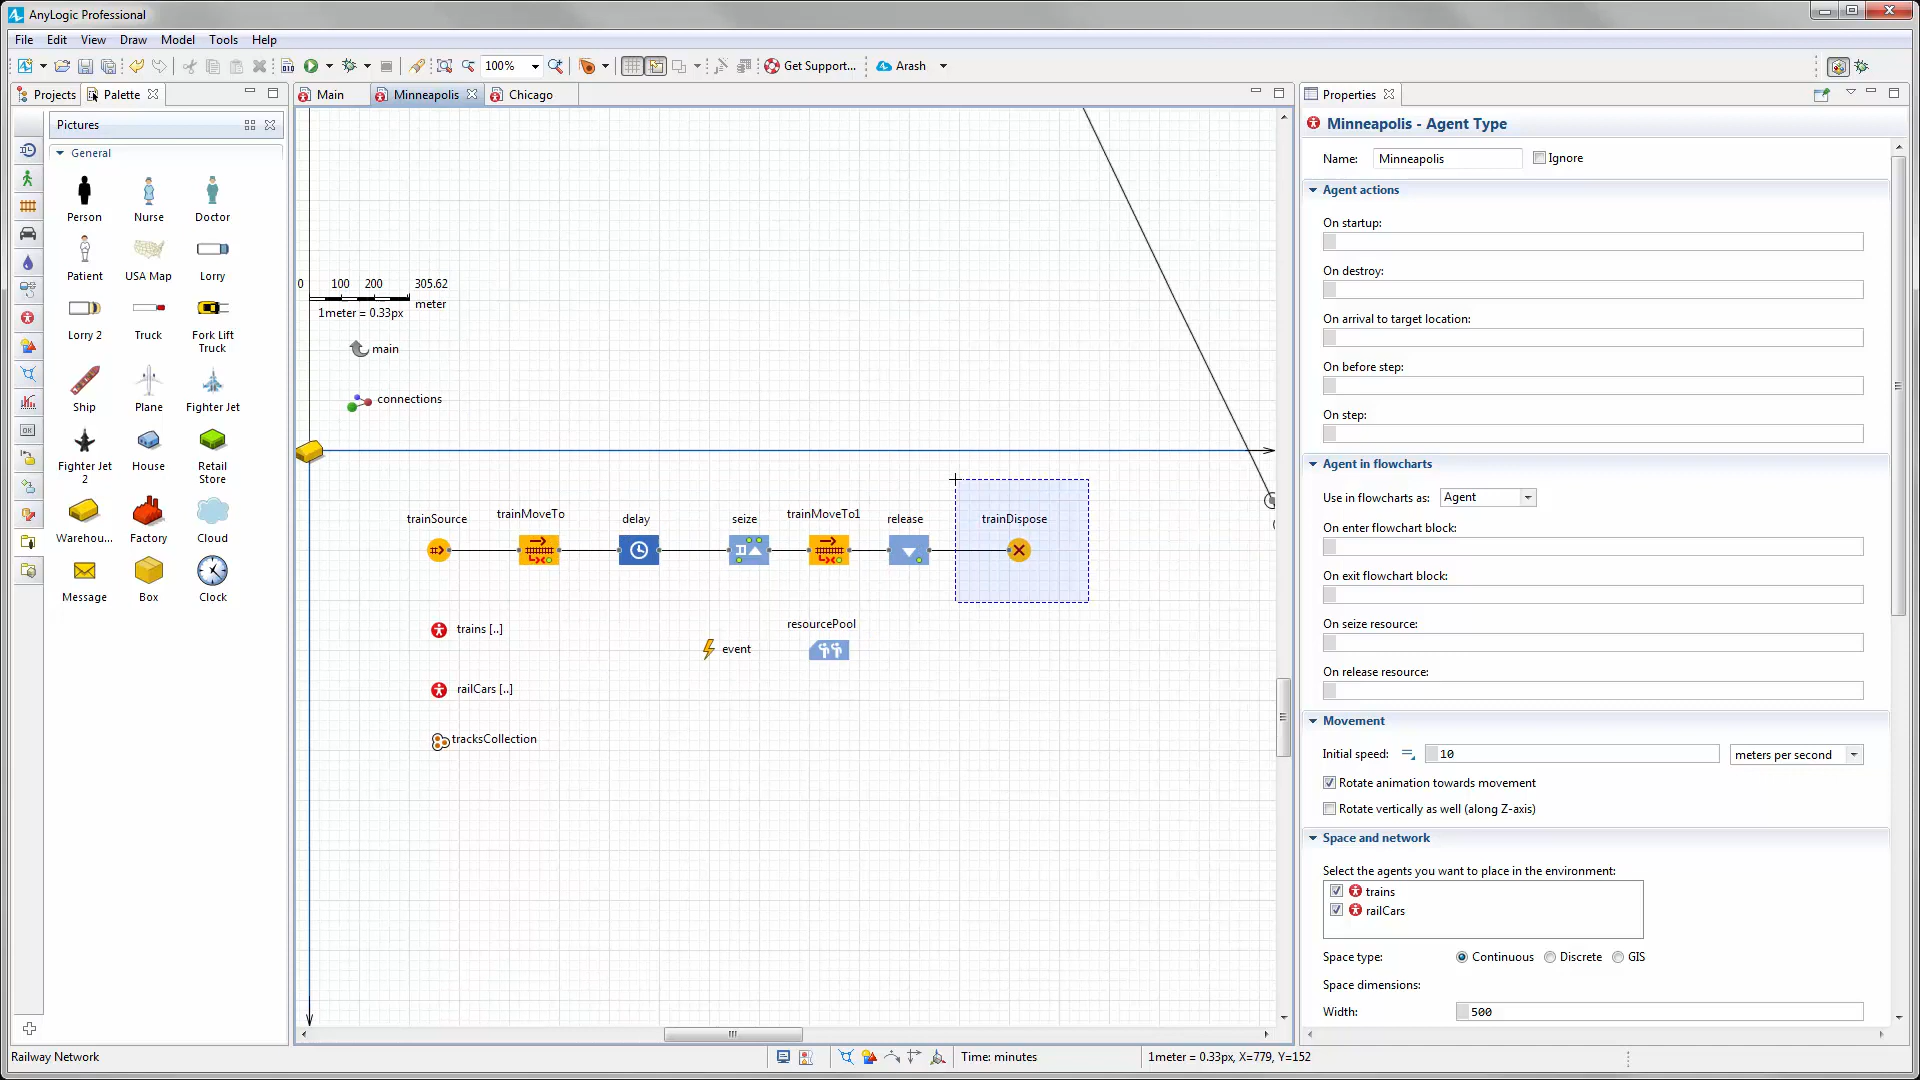 AnyLogic Professional
File Edit View Draw Model Tools Help
100% Get Support... Arash
Projects Palette
Main Minneapolis Chicago
Properties
Pictures
General
Person Nurse Doctor
Patient USA Map Lorry
Lorry 2 Truck Fork Lift
Truck
Ship Plane Fighter Jet
Fighter Jet House Retail
2 Store
Warehou... Factory Cloud
Message Box Clock
0 100 200 305.62
meter
1meter = 0.33px
main
connections
trainSource trainMoveTo delay seize trainMoveTo1 release trainDispose
trains [..]
event
resourcePool
railCars [..]
tracksCollection
Minneapolis - Agent Type
Name: Minneapolis Ignore
Agent actions
On startup:
On destroy:
On arrival to target location:
On before step:
On step:
Agent in flowcharts
Use in flowcharts as: Agent
On enter flowchart block:
On exit flowchart block:
On seize resource:
On release resource:
Movement
Initial speed: 10 meters per second
Rotate animation towards movement
Rotate vertically as well (along Z-axis)
Space and network
Select the agents you want to place in the environment:
trains
railCars
Space type: Continuous Discrete GIS
Space dimensions:
Width: 500
Railway Network
Time: minutes
1meter = 0.33px, X=779, Y=152